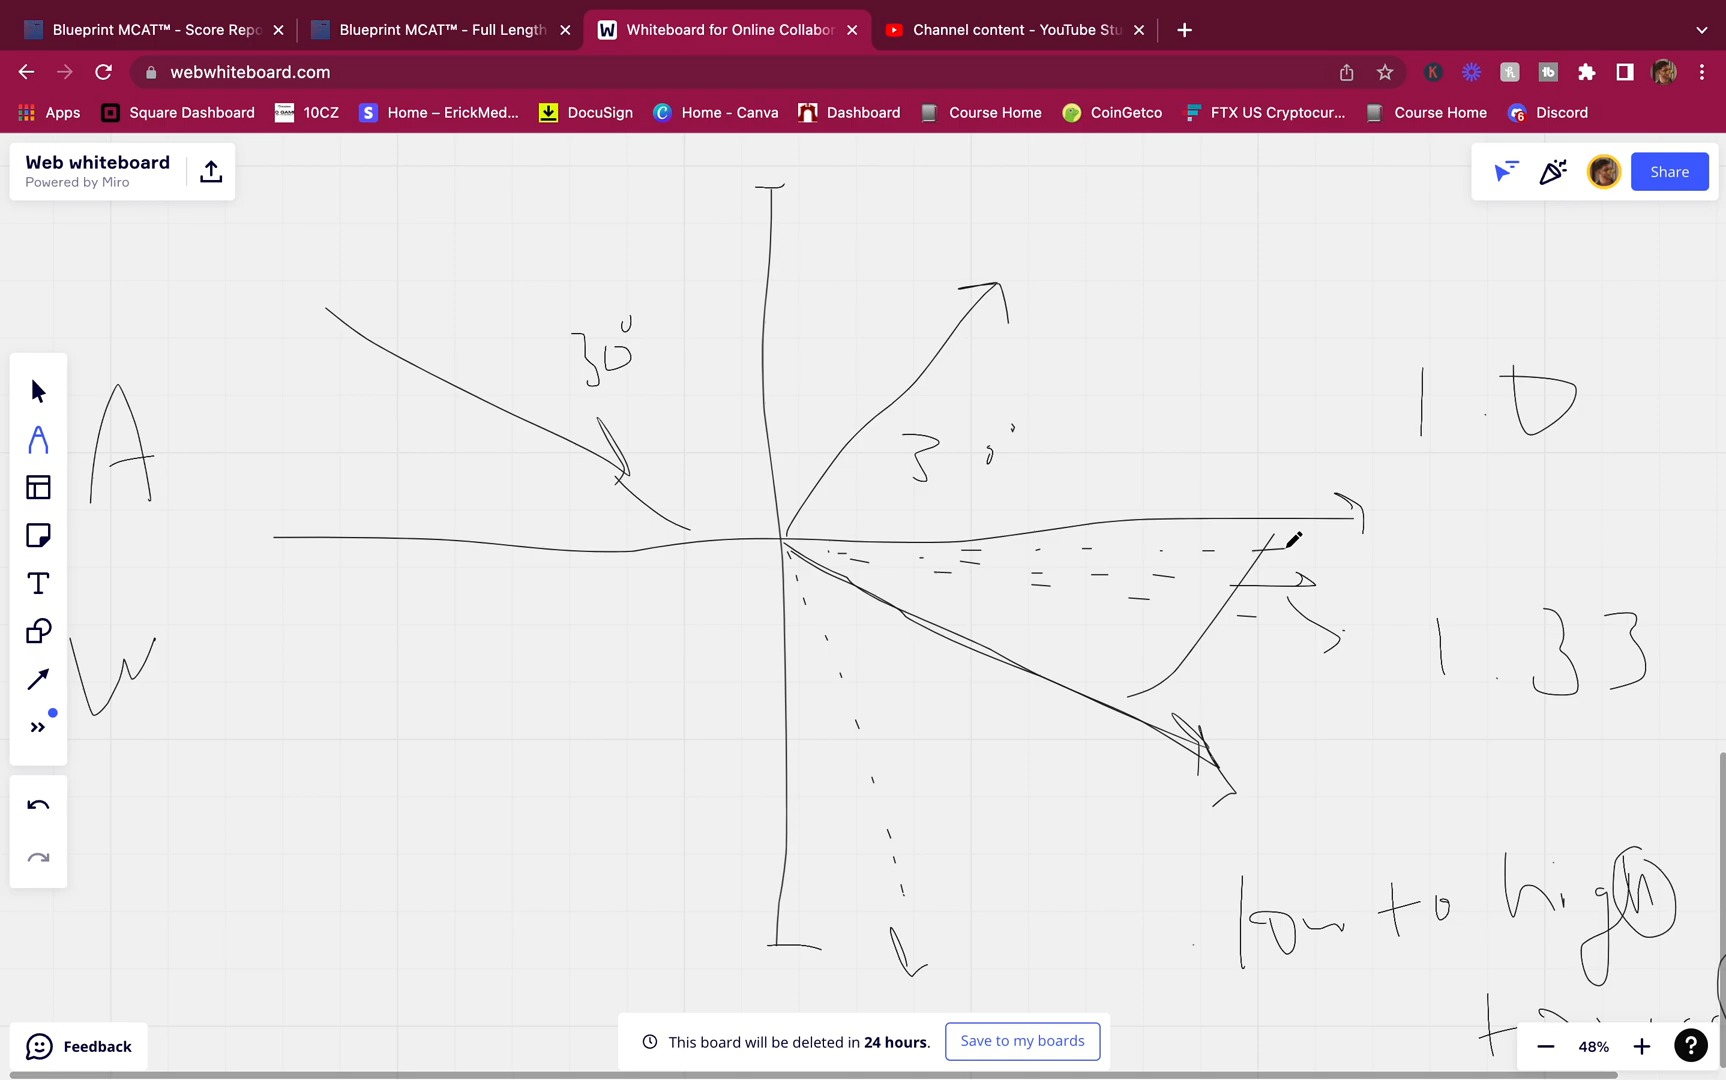 Blueprint MCAT™ - Score Repo
Blueprint MCAT™ - Full Length
W Whiteboard for Online Collabor
Channel content - YouTube Stu
webwhiteboard.com
Apps
Square Dashboard
10CZ
Home – ErickMed...
DocuSign
Home - Canva
Dashboard
Course Home
CoinGetco
FTX US Cryptocur...
Course Home
Discord
Web whiteboard
Powered by Miro
Share
30°
A
30°
1.0
W
1.33
low to high
Feedback
This board will be deleted in 24 hours.
Save to my boards
48%